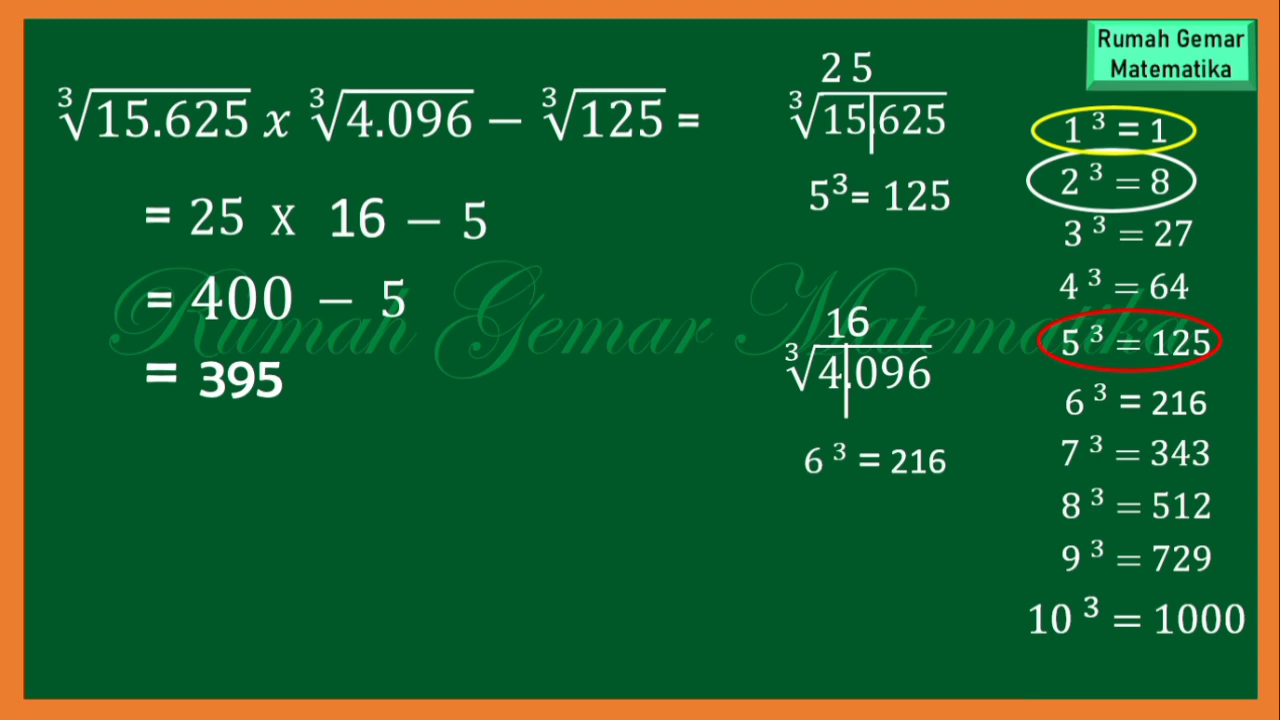 ∛15.625 x ∛4.096 − ∛125 =
= 25 x 16 − 5
= 400 − 5
= 395
2 5
∛15.625
5³= 125
16
∛4.096
6³ = 216
Rumah Gemar
Matematika
1³ = 1
2³ = 8
3³ = 27
4³ = 64
5³ = 125
6³ = 216
7³ = 343
8³ = 512
9³ = 729
10³ = 1000
Rumah Gemar Matematika